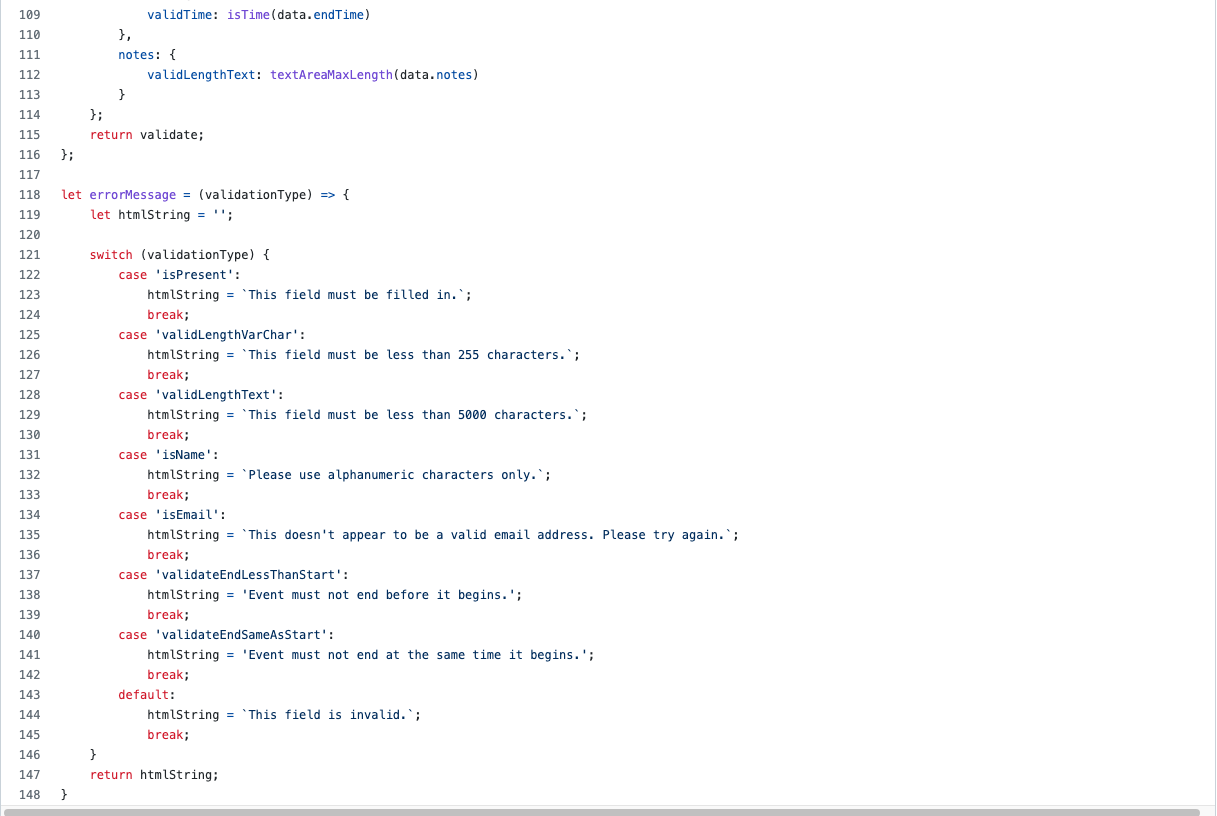 109             validTime: isTime(data.endTime)
110         },
111         notes: {
112             validLengthText: textAreaMaxLength(data.notes)
113         }
114     };
115     return validate;
116 };
117
118 let errorMessage = (validationType) => {
119     let htmlString = '';
120
121     switch (validationType) {
122         case 'isPresent':
123             htmlString = `This field must be filled in.`;
124             break;
125         case 'validLengthVarChar':
126             htmlString = `This field must be less than 255 characters.`;
127             break;
128         case 'validLengthText':
129             htmlString = `This field must be less than 5000 characters.`;
130             break;
131         case 'isName':
132             htmlString = `Please use alphanumeric characters only.`;
133             break;
134         case 'isEmail':
135             htmlString = `This doesn't appear to be a valid email address. Please try again.`;
136             break;
137         case 'validateEndLessThanStart':
138             htmlString = 'Event must not end before it begins.';
139             break;
140         case 'validateEndSameAsStart':
141             htmlString = 'Event must not end at the same time it begins.';
142             break;
143         default:
144             htmlString = `This field is invalid.`;
145             break;
146     }
147     return htmlString;
148 }